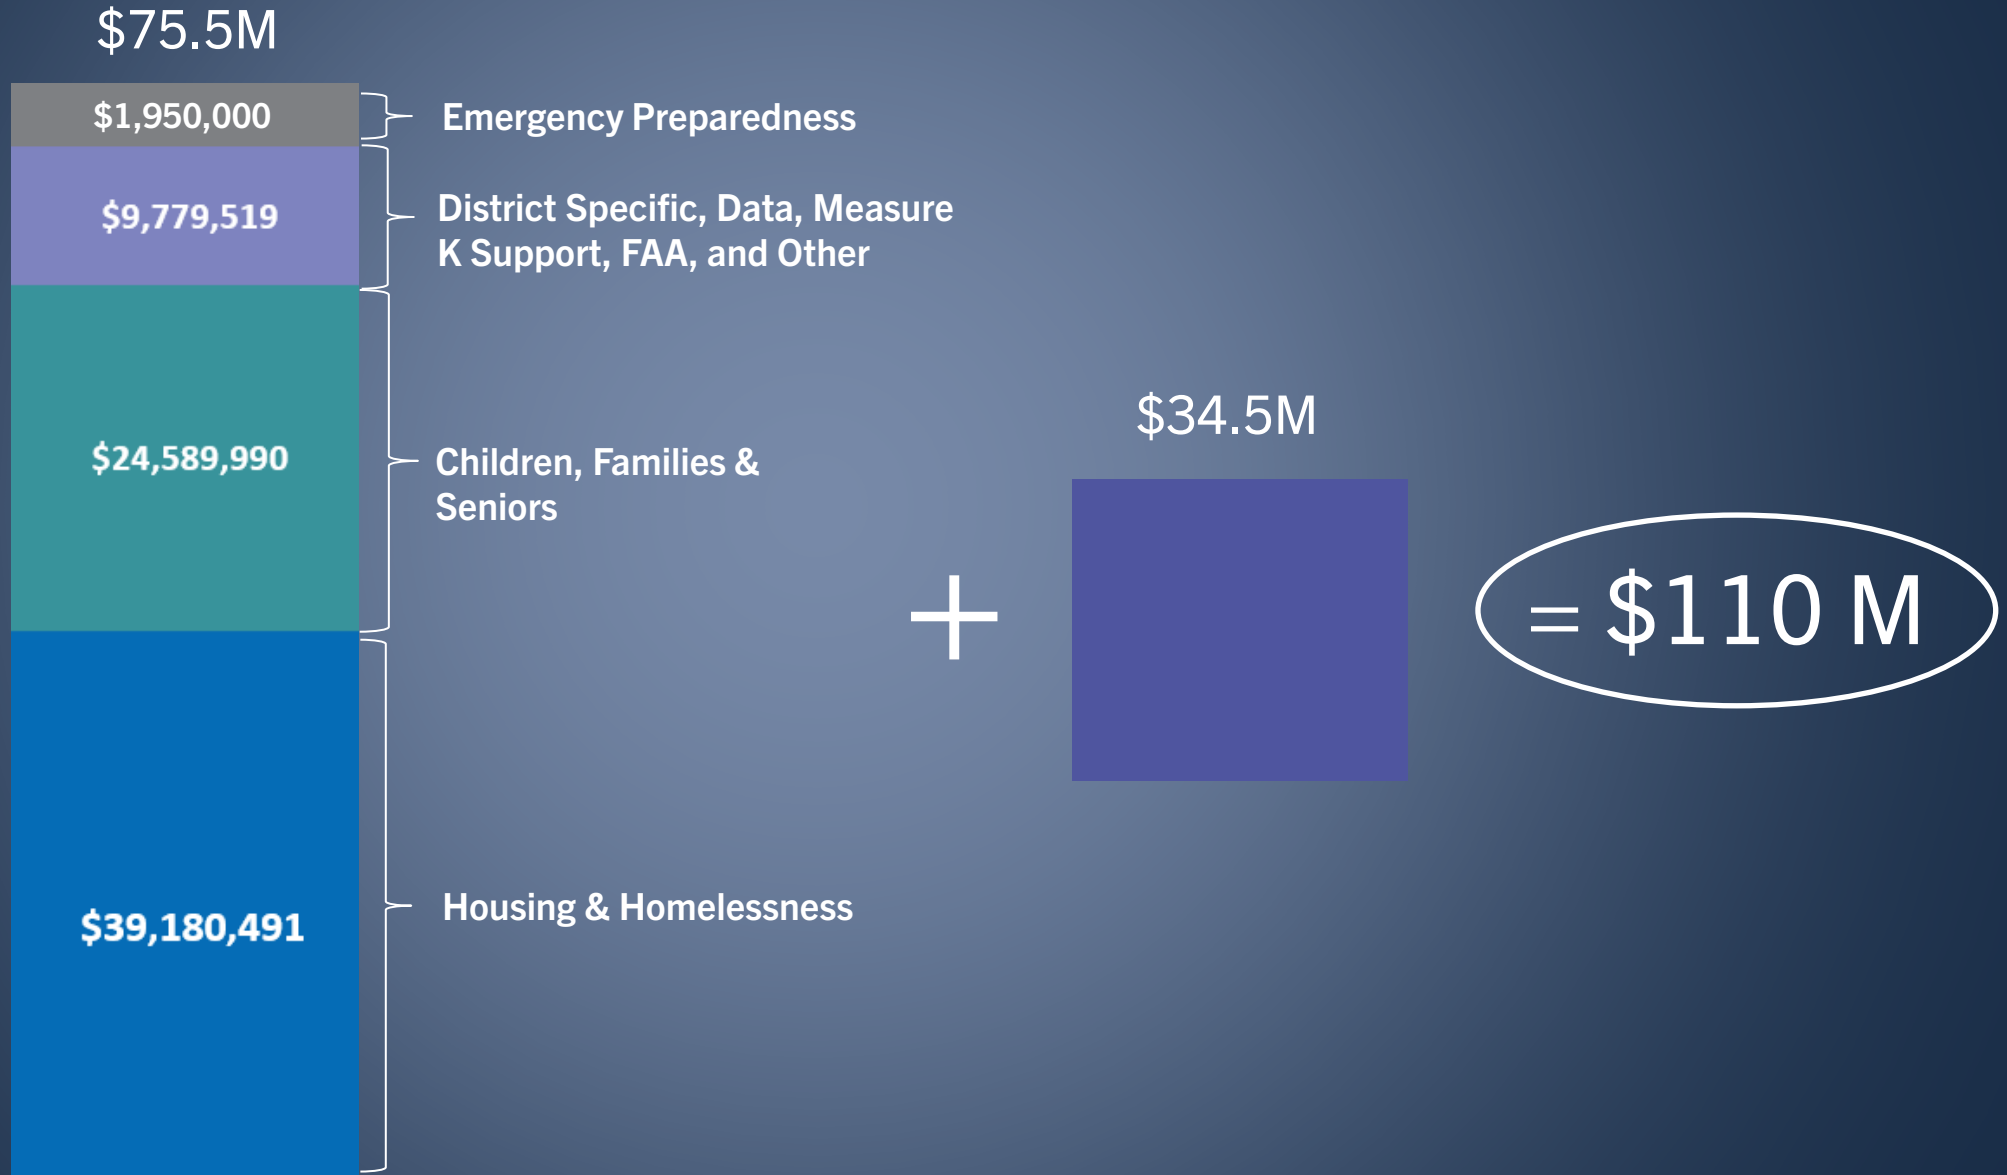 $75.5M
$1,950,000
Emergency Preparedness
$9,779,519
District Specific, Data, Measure
K Support, FAA, and Other
$24,589,990
Children, Families &
Seniors
$39,180,491
Housing & Homelessness
+
$34.5M
= $110 M